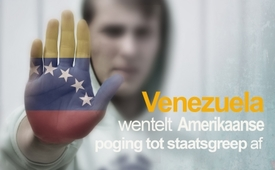 Venezuela
wentelt Amerikaanse
poging tot staatsgreep af